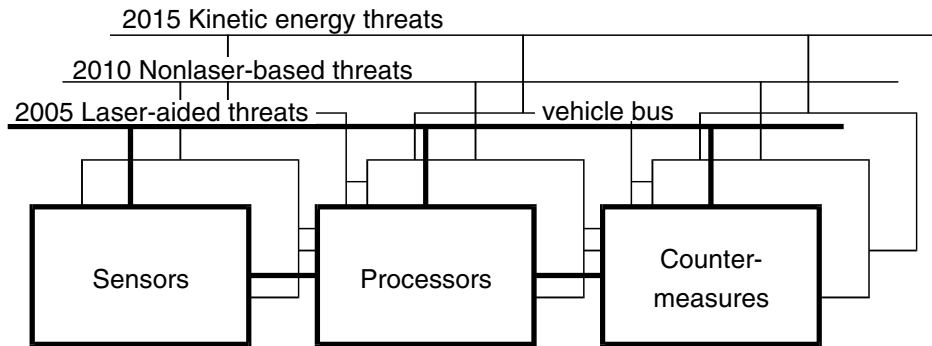 2015 Kinetic energy threats
2010 Nonlaser-based threats
2005 Laser-aided threats
vehicle bus
Sensors
Processors
Counter-
measures